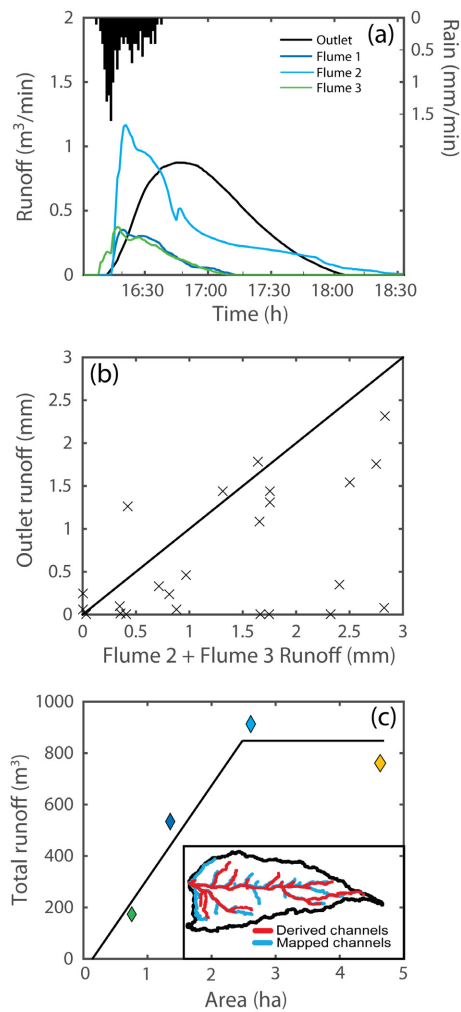 2
0
(a)
Outlet
Flume 1
Flume 2
Flume 3
1.5
0.5
1
1
1.5
0.5
0
Runoff (m³/min)
Rain (mm/min)
16:30 17:00 17:30 18:00 18:30
Time (h)
3
(b)
2.5
2
1.5
1
0.5
0
Outlet runoff (mm)
0 0.5 1 1.5 2 2.5 3
Flume 2 + Flume 3 Runoff (mm)
1000
(c)
800
600
400
200
0
Total runoff (m³)
Derived channels
Mapped channels
1 2 3 4 5
Area (ha)